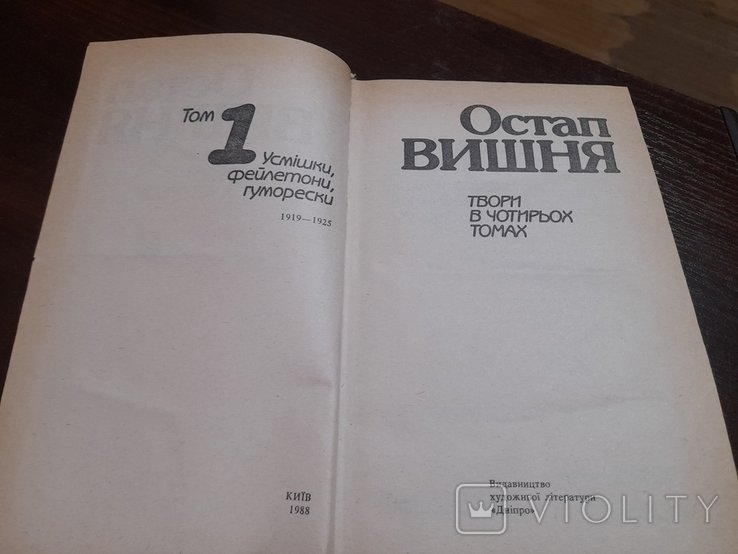 Том 1
Усмішки,
фейлетони,
гуморески
1919—1925
КИЇВ
1988
Остап
ВИШНЯ
ТВОРИ
В ЧОТИРЬОХ
ТОМАХ
Видавництво
художньої літератури
«Дніпро»
VIOLITY